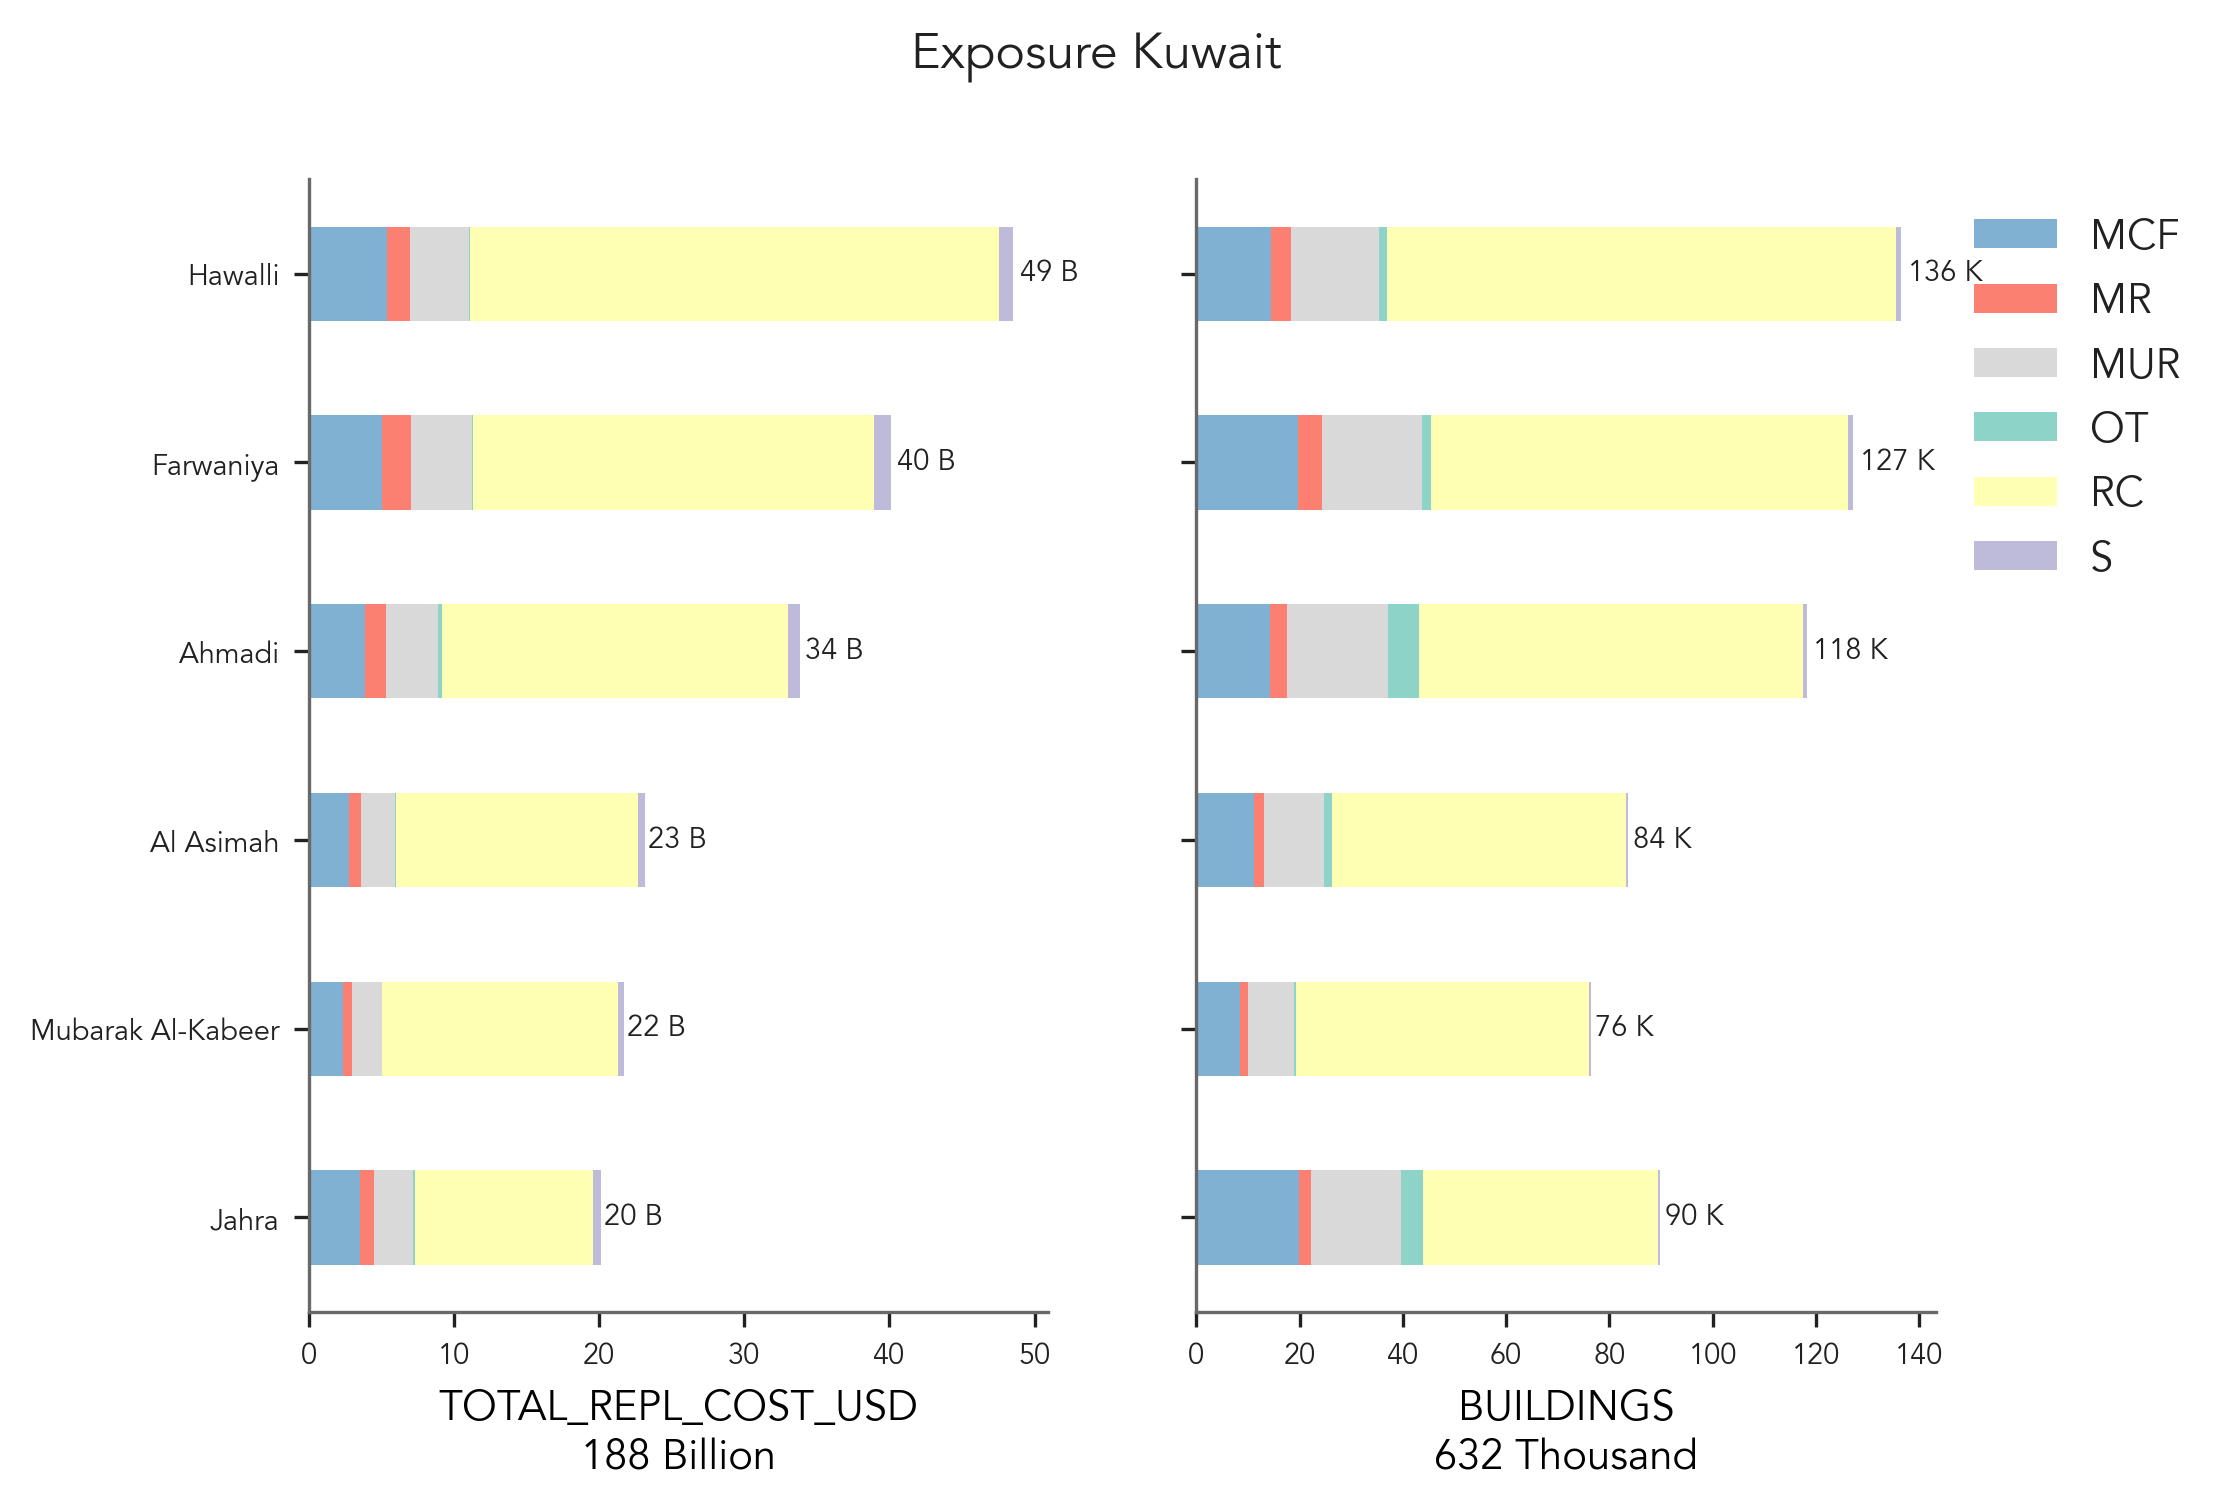 Exposure Kuwait
Hawalli
49 B
136 K
Farwaniya
40 B
127 K
Ahmadi
34 B
118 K
Al Asimah
23 B
84 K
Mubarak Al-Kabeer
22 B
76 K
Jahra
20 B
90 K
MCF
MR
MUR
OT
RC
S
0 10 20 30 40 50
TOTAL_REPL_COST_USD
188 Billion
0 20 40 60 80 100 120 140
BUILDINGS
632 Thousand